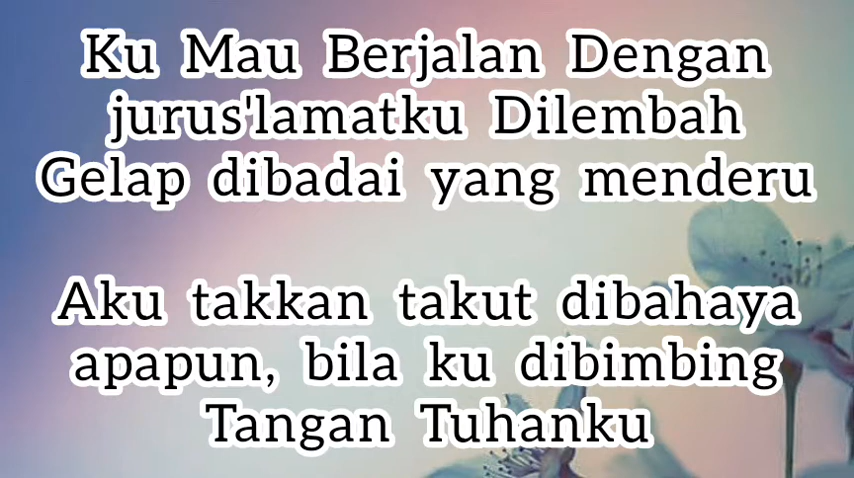 Ku Mau Berjalan Dengan
jurus'lamatku Dilembah
Gelap dibadai yang menderu
Aku takkan takut dibahaya
apapun, bila ku dibimbing
Tangan Tuhanku